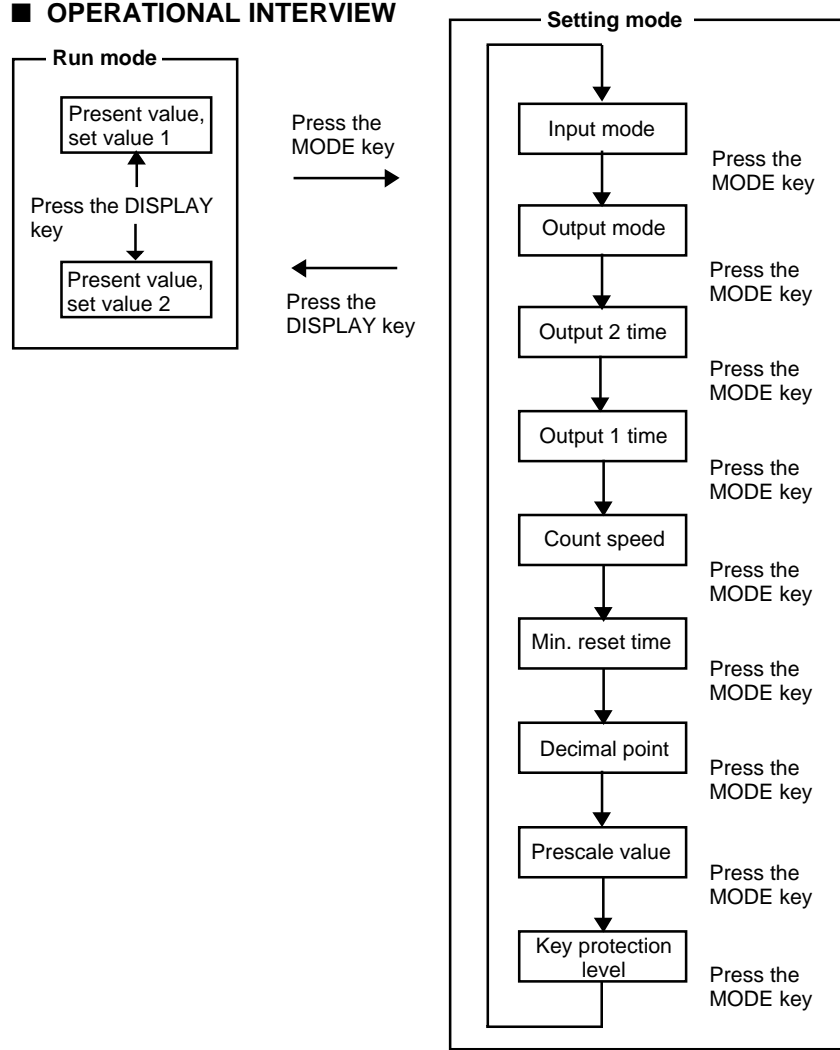 ■ OPERATIONAL INTERVIEW
Run mode
Present value,
set value 1
Press the DISPLAY
key
Present value,
set value 2
Press the
MODE key
Press the
DISPLAY key
Setting mode
Input mode
Press the
MODE key
Output mode
Press the
MODE key
Output 2 time
Press the
MODE key
Output 1 time
Press the
MODE key
Count speed
Press the
MODE key
Min. reset time
Press the
MODE key
Decimal point
Press the
MODE key
Prescale value
Press the
MODE key
Key protection
level
Press the
MODE key